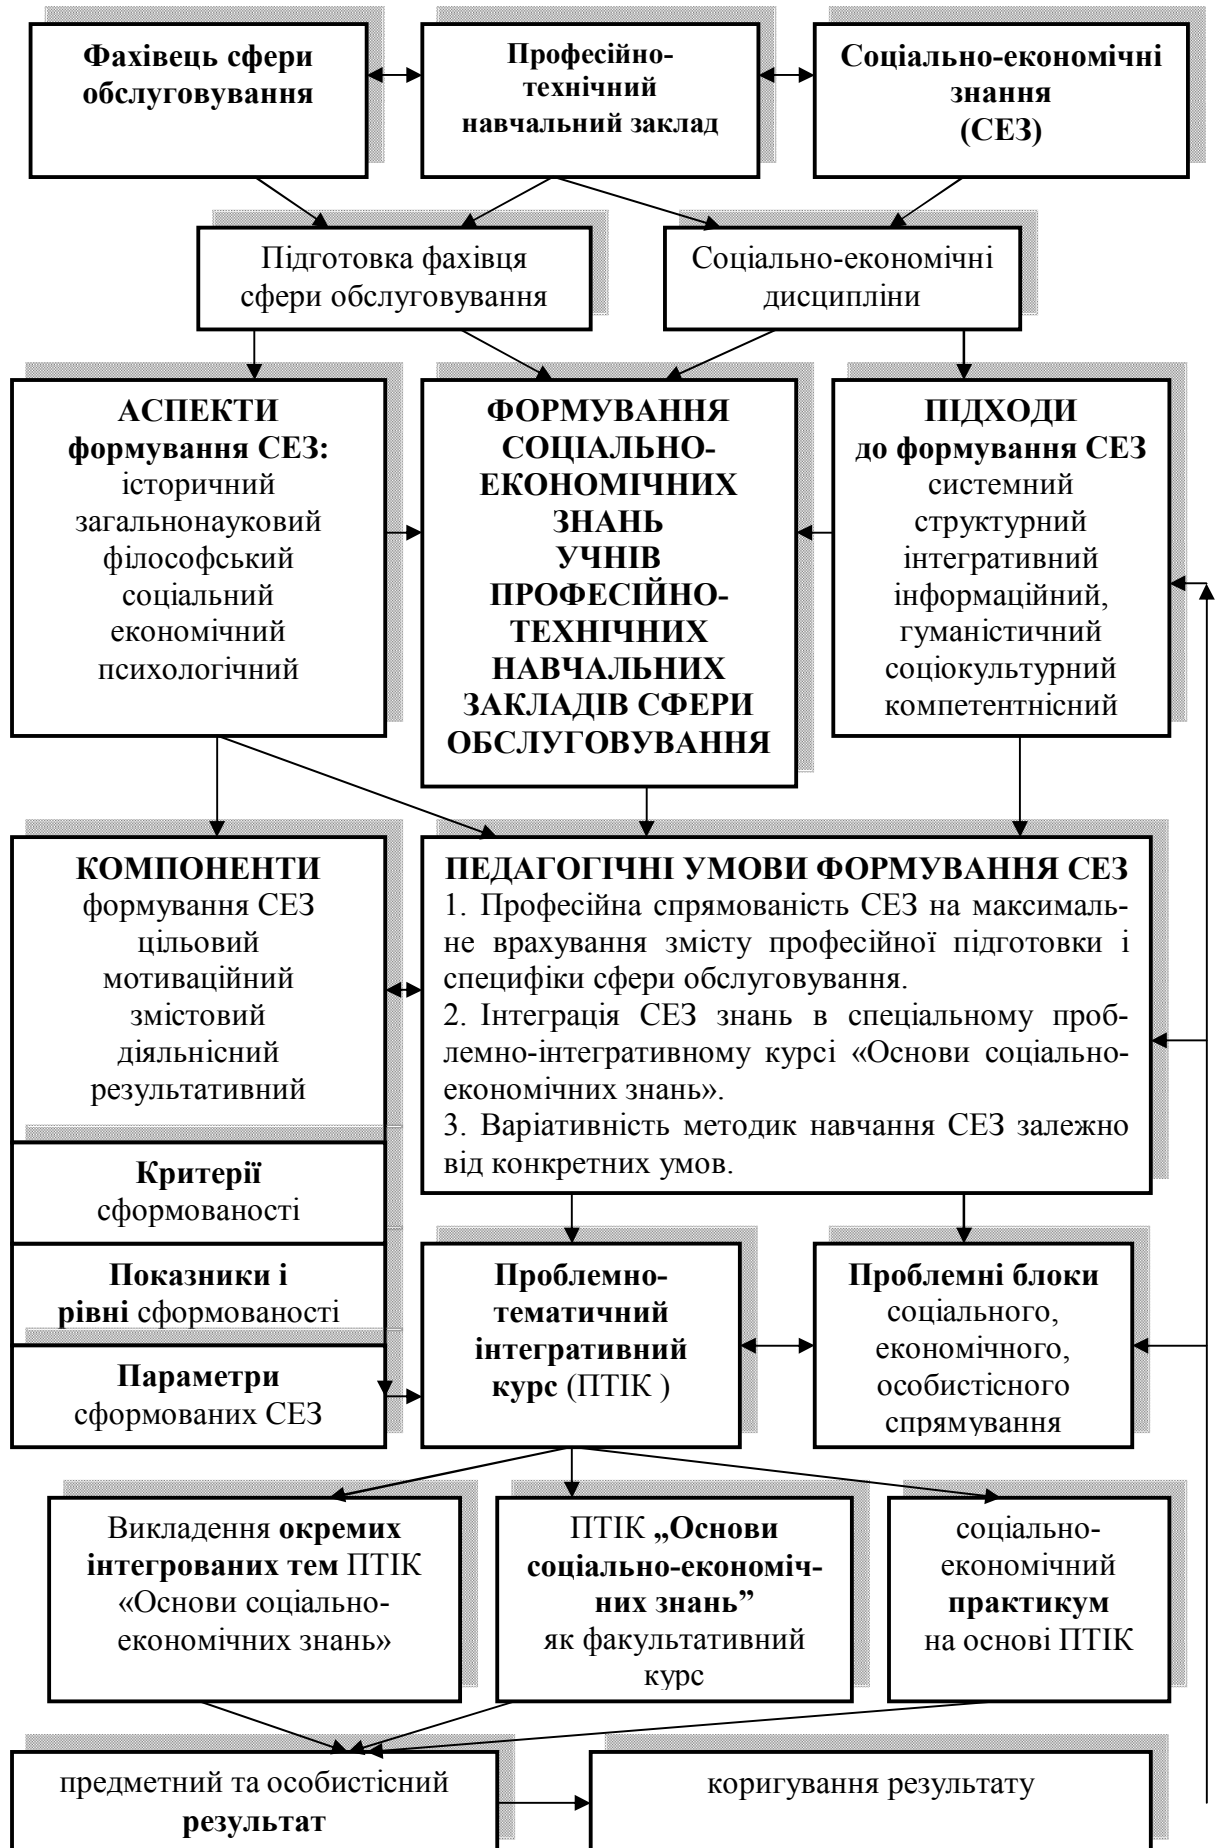 Фахівець сфери
обслуговування
Професійно-
технічний
навчальний заклад
Соціально-економічні
знання
(СЕЗ)
Підготовка фахівця
сфери обслуговування
Соціально-економічні
дисципліни
АСПЕКТИ
формування СЕЗ:
історичний
загальнонауковий
філософський
соціальний
економічний
психологічний
ФОРМУВАННЯ
СОЦІАЛЬНО-
ЕКОНОМІЧНИХ
ЗНАНЬ
УЧНІВ
ПРОФЕСІЙНО-
ТЕХНІЧНИХ
НАВЧАЛЬНИХ
ЗАКЛАДІВ СФЕРИ
ОБСЛУГОВУВАННЯ
ПІДХОДИ
до формування СЕЗ
системний
структурний
інтегративний
інформаційний,
гуманістичний
соціокультурний
компетентнісний
КОМПОНЕНТИ
формування СЕЗ
цільовий
мотиваційний
змістовий
діяльнісний
результативний
ПЕДАГОГІЧНІ УМОВИ ФОРМУВАННЯ СЕЗ
1. Професійна спрямованість СЕЗ на максималь-
не врахування змісту професійної підготовки і
специфіки сфери обслуговування.
2. Інтеграція СЕЗ знань в спеціальному проб-
лемно-інтегративному курсі «Основи соціально-
економічних знань».
3. Варіативність методик навчання СЕЗ залежно
від конкретних умов.
Критерії
сформованості
Показники і
рівні сформованості
Параметри
сформованих СЕЗ
Проблемно-
тематичний
інтегративний
курс (ПТІК )
Проблемні блоки
соціального,
економічного,
особистісного
спрямування
Викладення окремих
інтегрованих тем ПТІК
«Основи соціально-
економічних знань»
ПТІК „Основи
соціально-економіч-
них знань”
як факультативний
курс
соціально-
економічний
практикум
на основі ПТІК
предметний та особистісний
результат
коригування результату